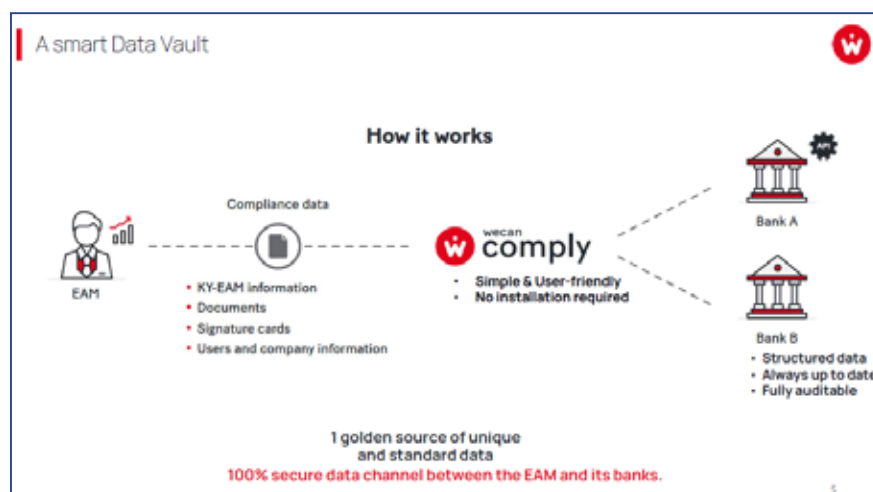 A smart Data Vault
How it works
Compliance data
EAM
• KY-EAM information
• Documents
• Signature cards
• Users and company information
wecan
comply
• Simple & User-friendly
• No installation required
Bank A
Bank B
• Structured data
• Always up to date
• Fully auditable
1 golden source of unique
and standard data
100% secure data channel between the EAM and its banks.
5